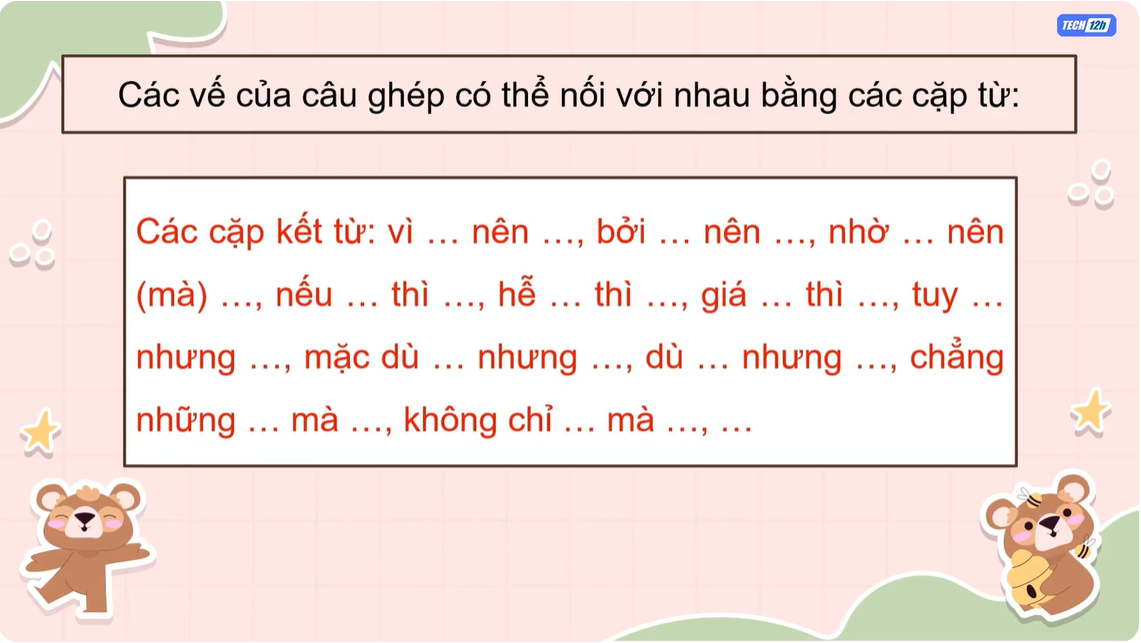 TECH 12h
Các vế của câu ghép có thể nối với nhau bằng các cặp từ:
Các cặp kết từ: vì … nên …, bởi … nên …, nhờ … nên
(mà) …, nếu … thì …, hễ … thì …, giá … thì …, tuy …
nhưng …, mặc dù … nhưng …, dù … nhưng …, chẳng
những … mà …, không chỉ … mà …, …